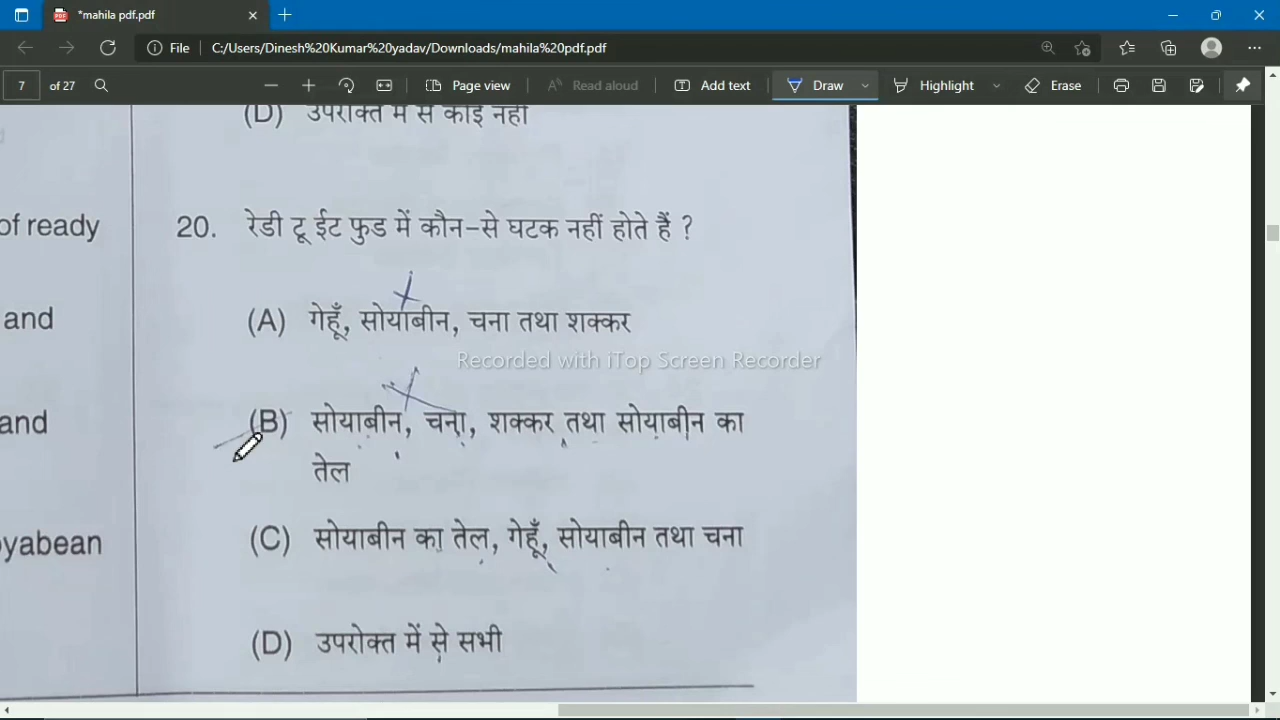 *mahila pdf.pdf
File C:/Users/Dinesh%20Kumar%20yadav/Downloads/mahila%20pdf.pdf
7 of 27 Page view Read aloud Add text Draw Highlight Erase
(D) उपरोक्त में से कोई नहीं
of ready
20. रेडी टू ईट फुड में कौन-से घटक नहीं होते हैं ?
and
(A) गेहूँ, सोयाबीन, चना तथा शक्कर
Recorded with iTop Screen Recorder
and
(B) सोयाबीन, चना, शक्कर तथा सोयाबीन का
तेल
oyabean
(C) सोयाबीन का तेल, गेहूँ, सोयाबीन तथा चना
(D) उपरोक्त में से सभी